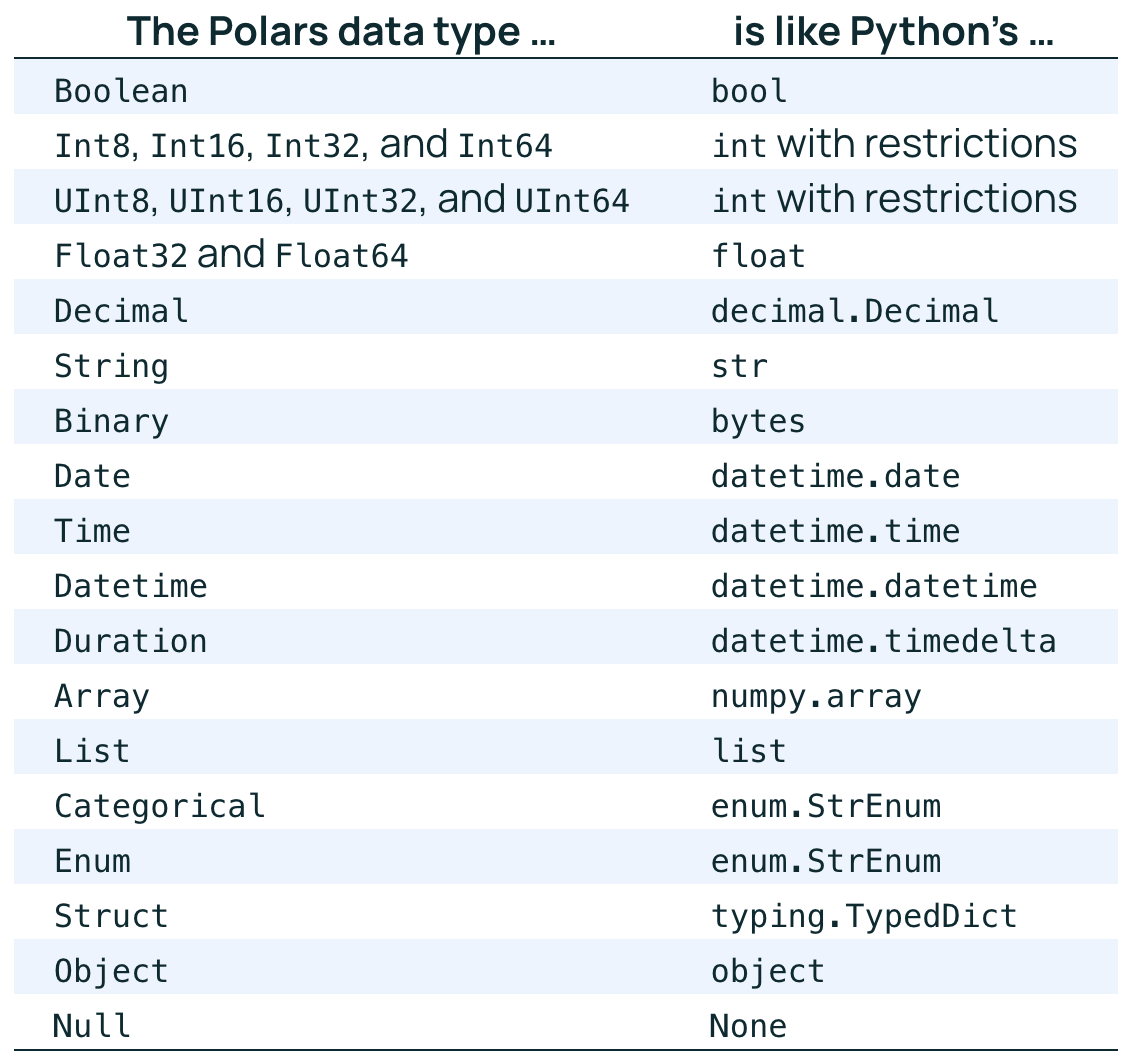 The Polars data type ... is like Python's ...
Boolean bool
Int8, Int16, Int32, and Int64 int with restrictions
UInt8, UInt16, UInt32, and UInt64 int with restrictions
Float32 and Float64 float
Decimal decimal.Decimal
String str
Binary bytes
Date datetime.date
Time datetime.time
Datetime datetime.datetime
Duration datetime.timedelta
Array numpy.array
List list
Categorical enum.StrEnum
Enum enum.StrEnum
Struct typing.TypedDict
Object object
Null None